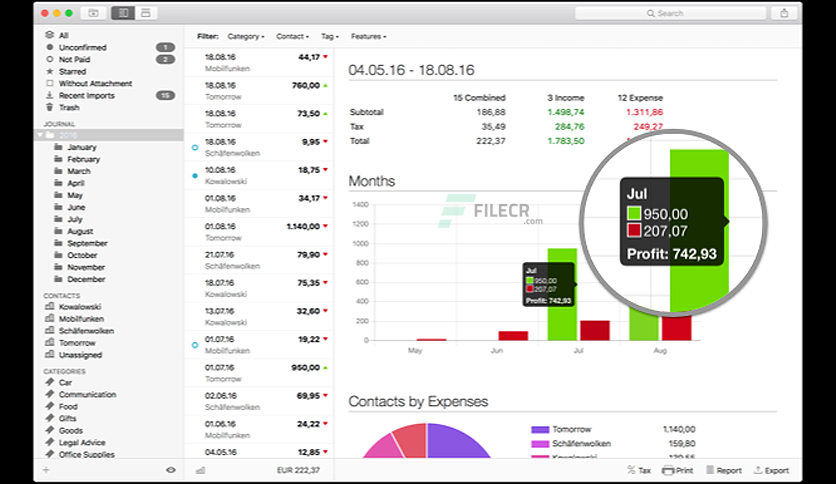 Search
Filter: Category Contact Tag Features
All
Unconfirmed 1
Not Paid 2
Starred
Without Attachment
Recent Imports 15
Trash
JOURNAL
2016
January
February
March
April
May
June
July
August
September
October
November
December
CONTACTS
Kowalowski
Mobilfunken
Schäfenwolken
Tomorrow
Unassigned
CATEGORIES
Car
Communication
Food
Gifts
Goods
Legal Advice
Office Supplies
18.08.16 44,17
Mobilfunken
18.08.16 760,00
Tomorrow
18.08.16 73,50
Tomorrow
18.08.16 9,95
Schäfenwolken
10.08.16 18,75
Kowalowski
01.08.16 34,17
Mobilfunken
01.08.16 1.140,00
Tomorrow
21.07.16 79,90
Schäfenwolken
18.07.16 75,35
Kowalowski
13.07.16 32,60
Kowalowski
01.07.16 19,22
Mobilfunken
01.07.16 950,00
Tomorrow
02.06.16 69,95
Schäfenwolken
01.06.16 24,22
Mobilfunken
04.05.16 12,85
EUR 222,37
04.05.16 - 18.08.16
15 Combined 3 Income 12 Expense
Subtotal 186,88 1.498,74 1.311,86
Tax 35,49 284,76 249,27
Total 222,37 1.783,50
Months
FILECR
.com
1400
1200
1000
800
600
400
200
0
May Jun Jul Aug
Jul
950,00
207,07
Profit: 742,93
Jul
950,00
207,07
Profit: 742,93
Contacts by Expenses
Tomorrow 1.140,00
Schäfenwolken 159,80
Kowalowski
Tax Print Report Export